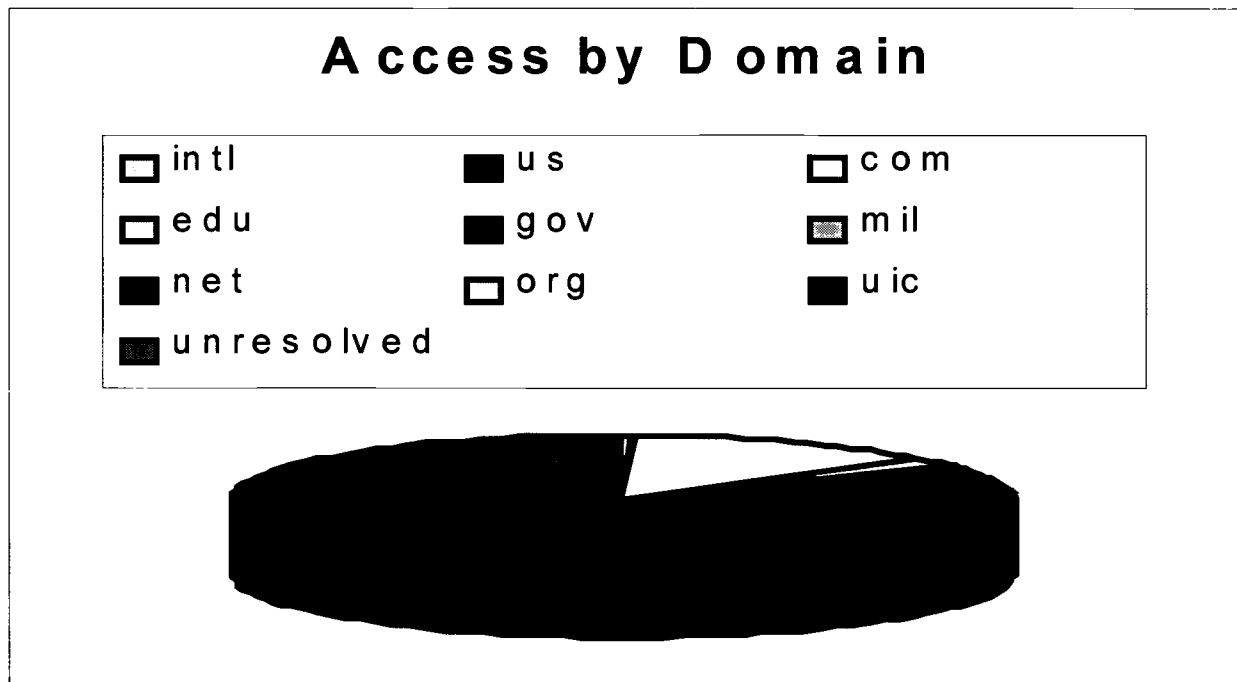 Access by Domain
intl us com
edu gov mil
net org uic
unresolved